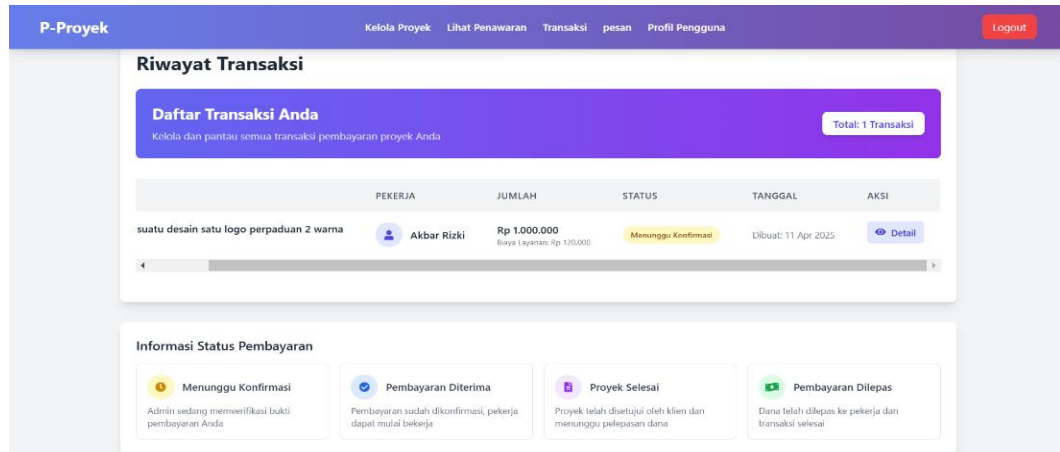 P-Proyek Kelola Proyek Lihat Penawaran Transaksi pesan Profil Pengguna Logout
Riwayat Transaksi
Daftar Transaksi Anda
Kelola dan pantau semua transaksi pembayaran proyek Anda
Total: 1 Transaksi
PEKERJA JUMLAH STATUS TANGGAL AKSI
suatu desain satu logo perpaduan 2 warna Akbar Rizki Rp 1.000.000 Menunggu Konfirmasi Dibuat: 11 Apr 2025 Detail
Biaya Layanan: Rp 120.000
Informasi Status Pembayaran
Menunggu Konfirmasi
Admin sedang memverifikasi bukti
pembayaran Anda
Pembayaran Diterima
Pembayaran sudah dikonfirmasi, pekerja
dapat mulai bekerja
Proyek Selesai
Proyek telah disetujui oleh klien dan
menunggu pelepasan dana
Pembayaran Dilepas
Dana telah dilepas ke pekerja dan
transaksi selesai